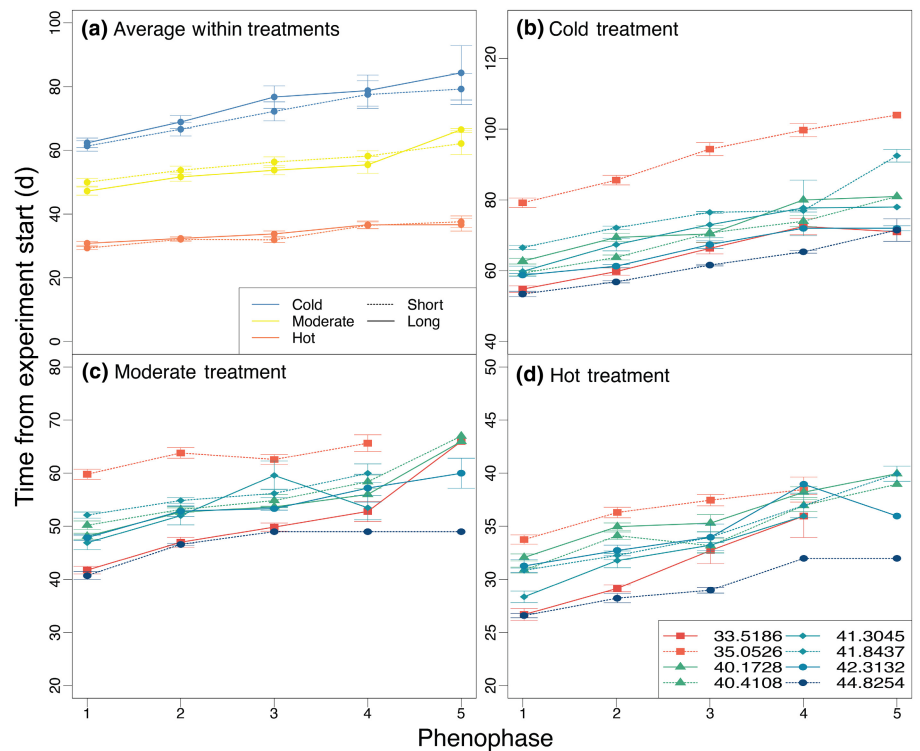 (a) Average within treatments
(b) Cold treatment
100
80
60
40
20
0
120
100
80
60
40
Cold
Short
Moderate
Long
Hot
Time from experiment start (d)
(c) Moderate treatment
(d) Hot treatment
80
70
60
50
40
30
20
50
45
40
35
30
25
20
33.5186
41.3045
35.0526
41.8437
40.1728
42.3132
40.4108
44.8254
1 2 3 4 5
1 2 3 4 5
Phenophase